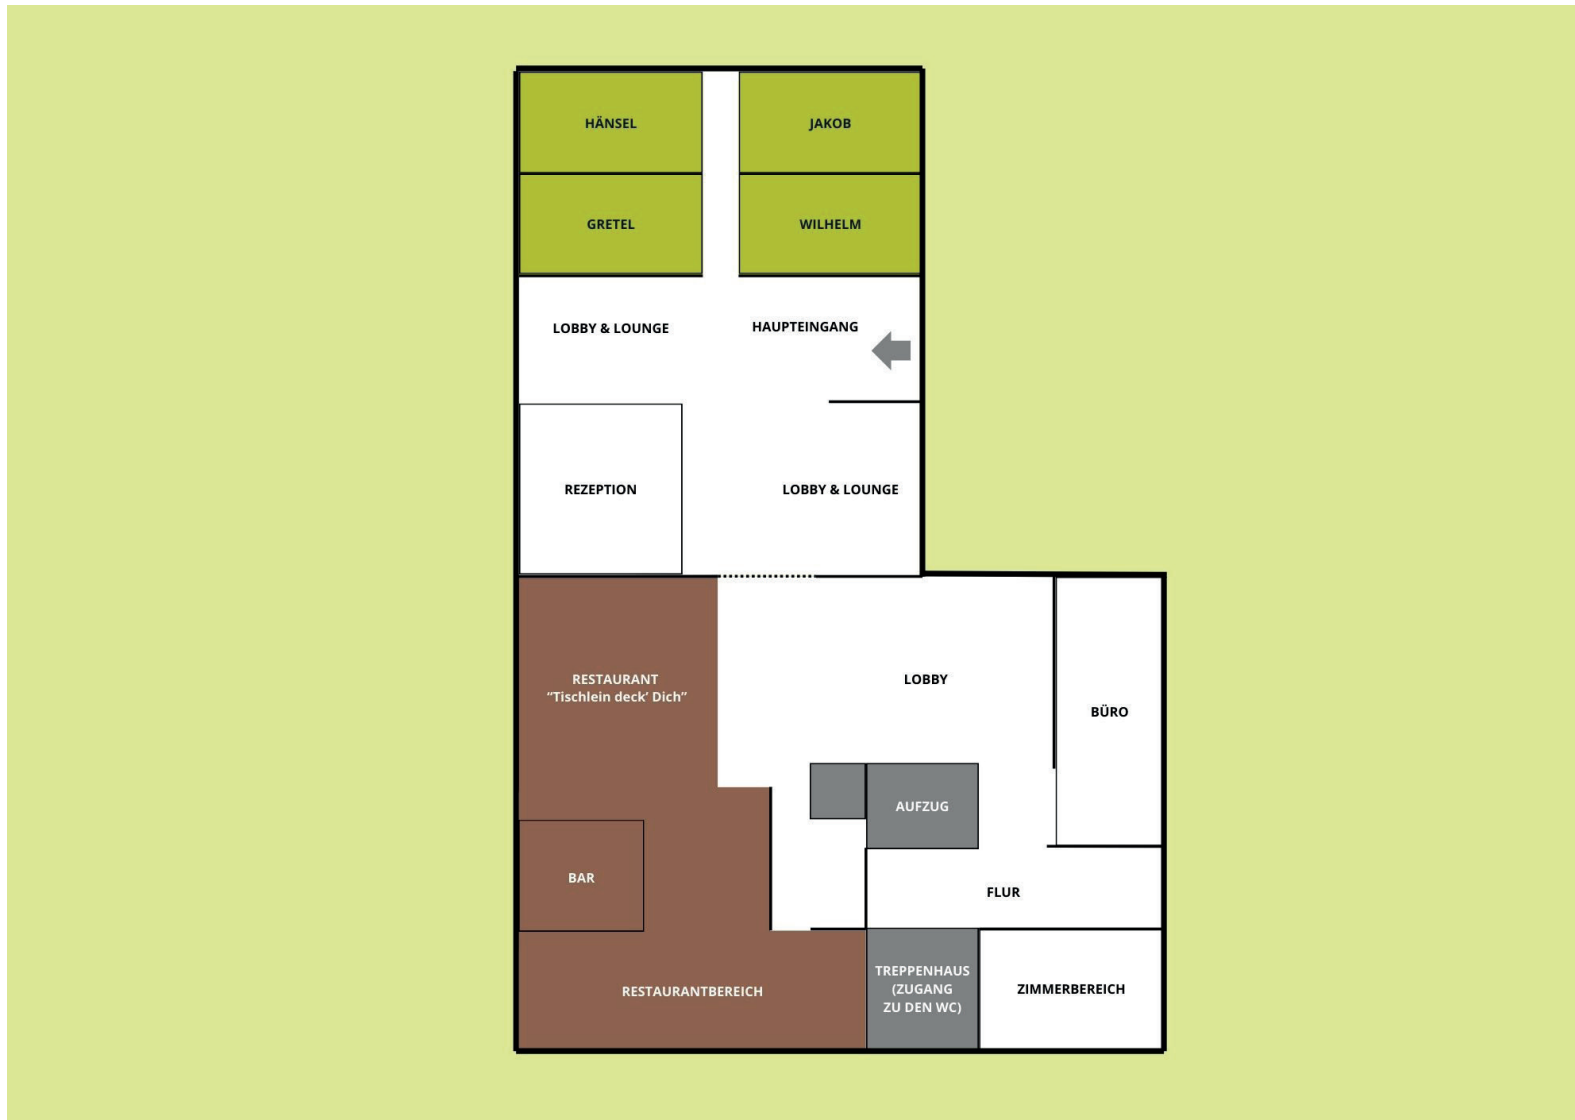 HÄNSEL
JAKOB
GRETEL
WILHELM
LOBBY & LOUNGE
HAUPTEINGANG
REZEPTION
LOBBY & LOUNGE
RESTAURANT
“Tischlein deck’ Dich”
LOBBY
BÜRO
AUFZUG
BAR
FLUR
RESTAURANTBEREICH
TREPPENHAUS
(ZUGANG
ZU DEN WC)
ZIMMERBEREICH